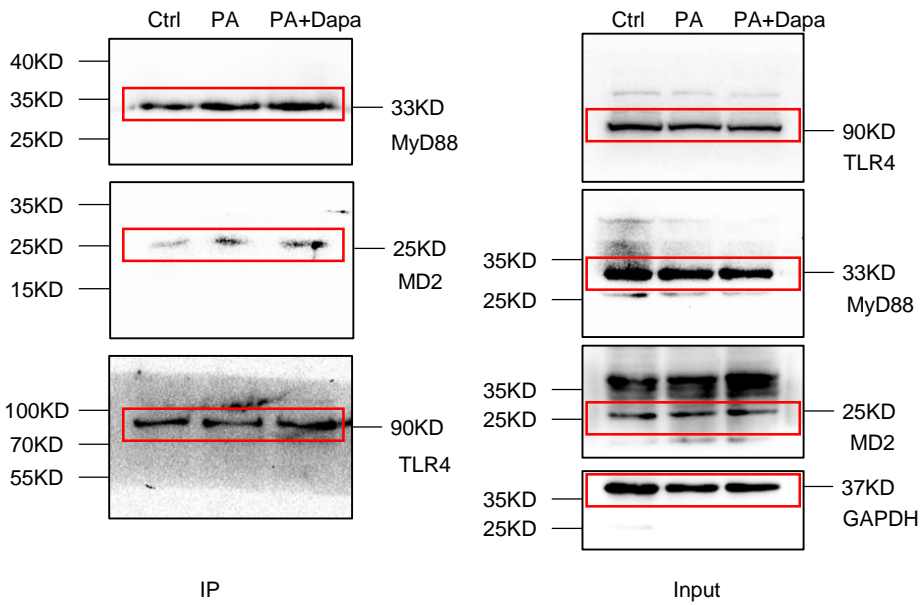 Ctrl PA PA+Dapa
40KD
35KD
25KD
33KD
MyD88
35KD
25KD
15KD
25KD
MD2
100KD
70KD
55KD
90KD
TLR4
IP
Ctrl PA PA+Dapa
90KD
TLR4
35KD
25KD
33KD
MyD88
35KD
25KD
25KD
MD2
35KD
25KD
37KD
GAPDH
Input